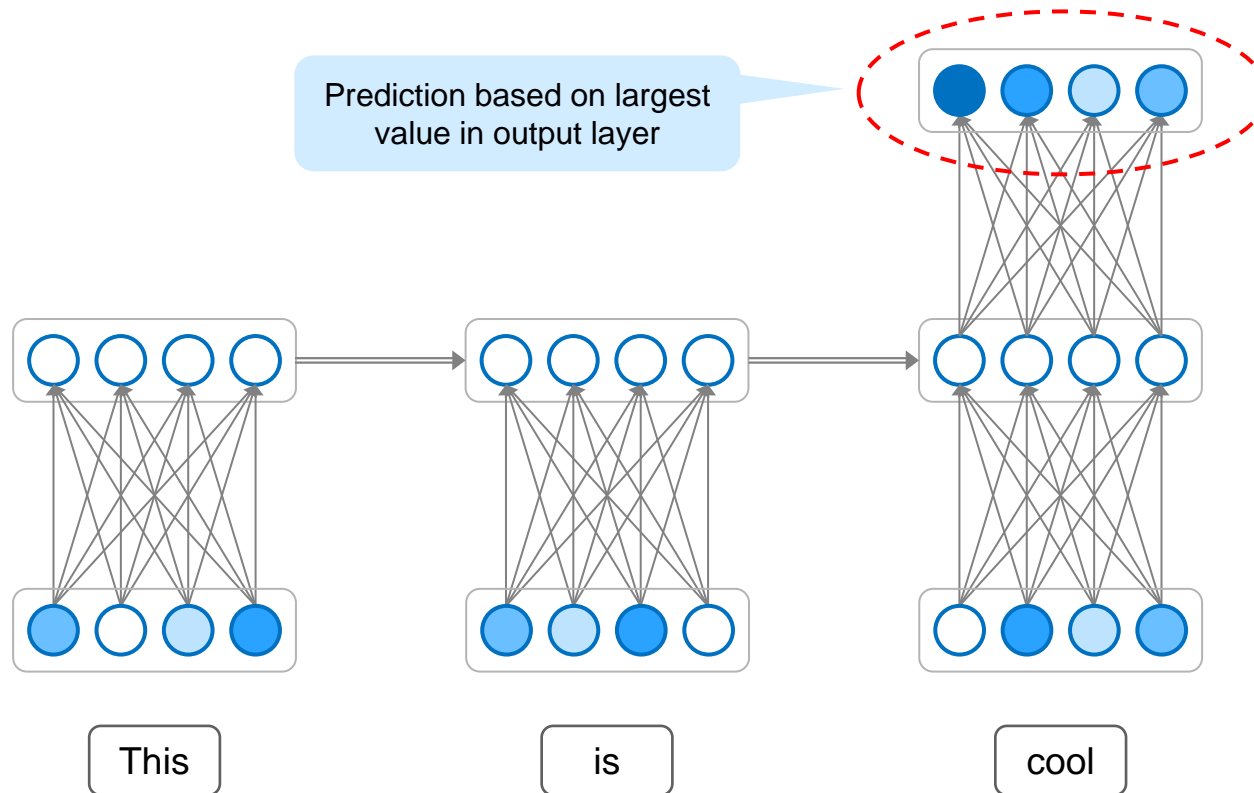 Prediction based on largest
value in output layer
This
is
cool